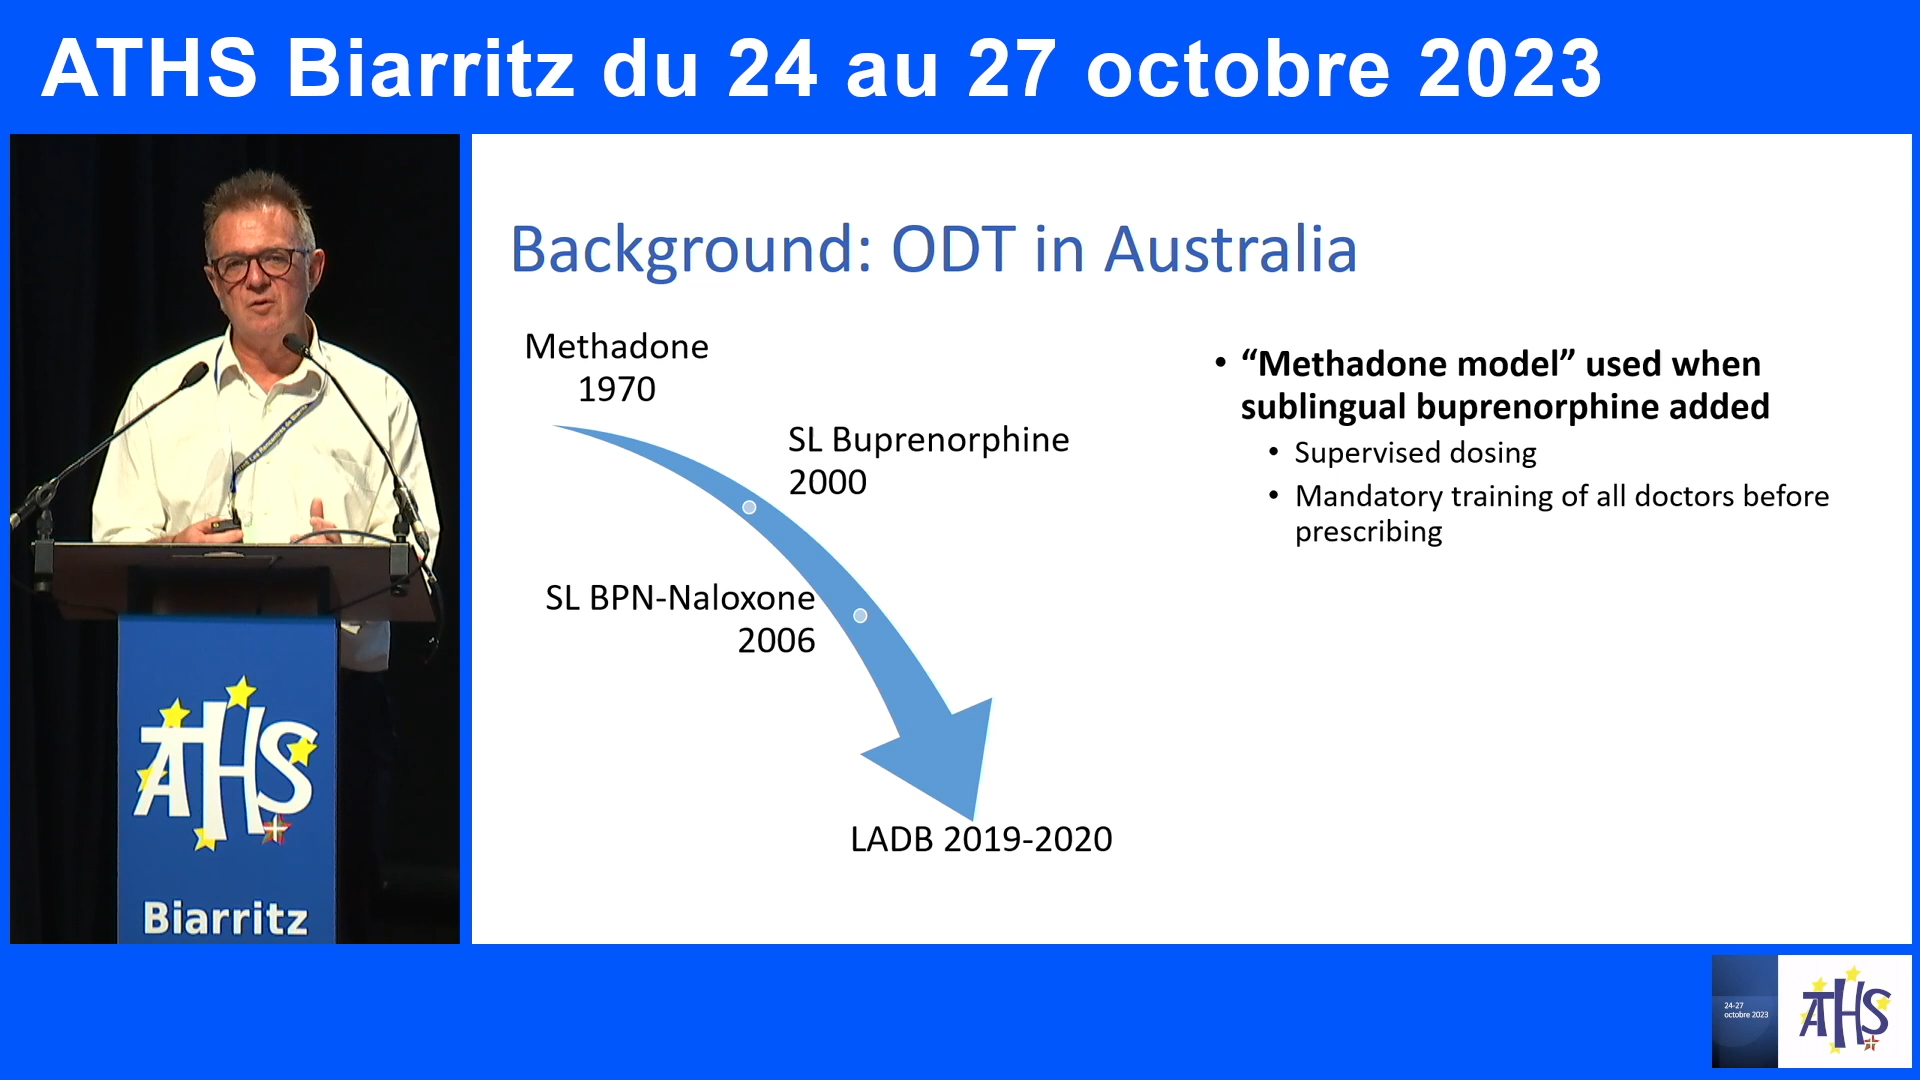 ATHS Biarritz du 24 au 27 octobre 2023
Background: ODT in Australia
Methadone
1970
SL Buprenorphine
2000
SL BPN-Naloxone
2006
LADB 2019-2020
• “Methadone model” used when
sublingual buprenorphine added
• Supervised dosing
• Mandatory training of all doctors before
prescribing
ATHS
Biarritz
24-27
octobre 2023
ATHS